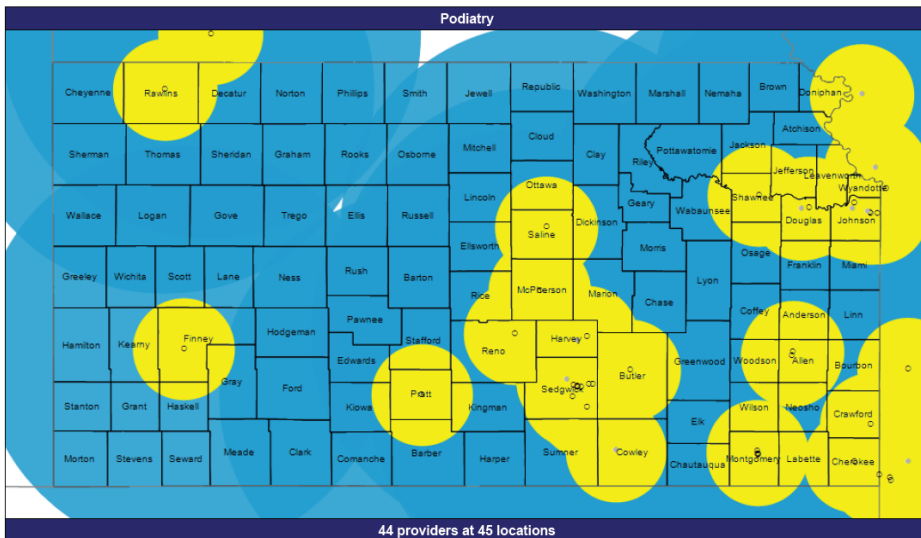 Podiatry
Cheyenne Rawlins Decatur Norton Phillips Smith Jewell Republic Washington Marshall Nemaha Brown Doniphan
Sherman Thomas Sheridan Graham Rooks Osborne Mitchell Cloud Clay Riley Pottawatomie Jackson Atchison
Jefferson Leavenworth
Wallace Logan Gove Trego Ellis Russell Lincoln Ottawa Dickinson Geary Wabaunsee Shawnee Douglas Johnson Wyandotte
Saline
Greeley Wichita Scott Lane Ness Rush Barton Ellsworth Morris Osage Franklin Miami
Rice McPherson Marion Chase Lyon
Hamilton Kearny Finney Hodgeman Pawnee Stafford Reno Harvey Coffey Anderson Linn
Gray Ford Edwards Sedgwick Butler Greenwood Woodson Allen Bourbon
Stanton Grant Haskell Kiowa Pratt Kingman Elk Wilson Neosho Crawford
Morton Stevens Seward Meade Clark Comanche Barber Harper Sumner Cowley Chautauqua Montgomery Labette Cherokee
44 providers at 45 locations